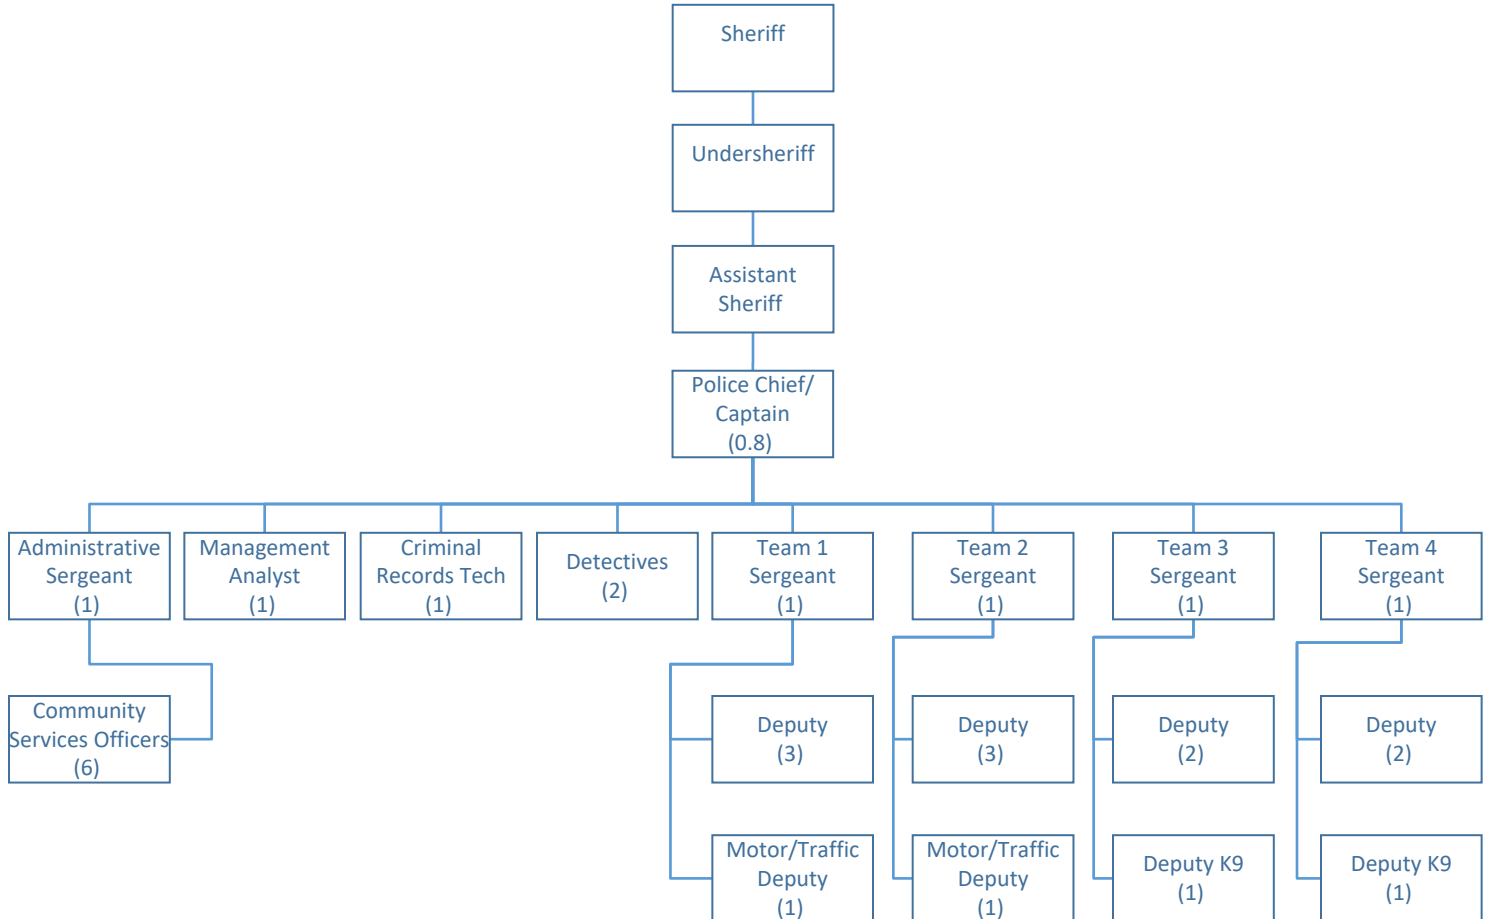 Sheriff
Undersheriff
Assistant
Sheriff
Police Chief/
Captain
(0.8)
Administrative
Sergeant
(1)
Management
Analyst
(1)
Criminal
Records Tech
(1)
Detectives
(2)
Team 1
Sergeant
(1)
Team 2
Sergeant
(1)
Team 3
Sergeant
(1)
Team 4
Sergeant
(1)
Community
Services Officers
(6)
Deputy
(3)
Deputy
(3)
Deputy
(2)
Deputy
(2)
Motor/Traffic
Deputy
(1)
Motor/Traffic
Deputy
(1)
Deputy K9
(1)
Deputy K9
(1)